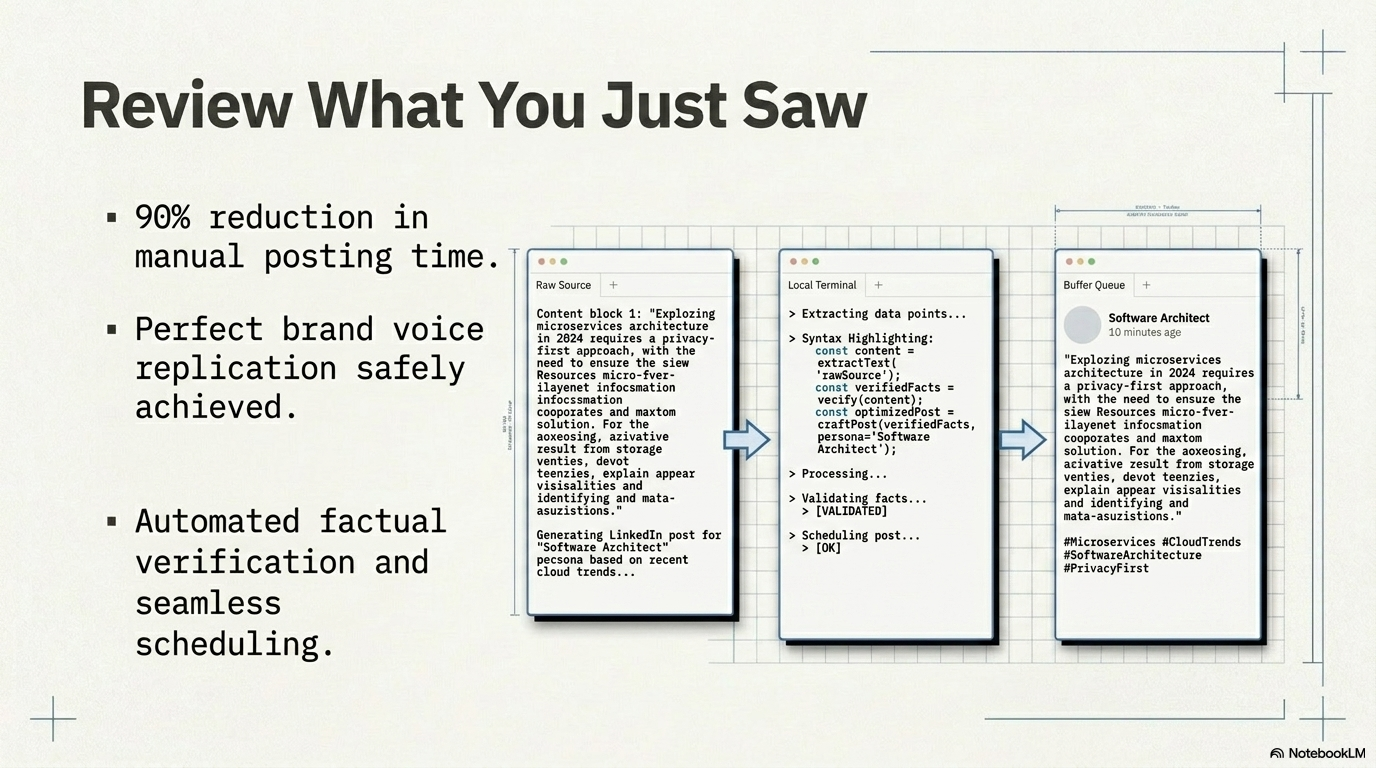 Review What You Just Saw
▪ 90% reduction in
manual posting time.
▪ Perfect brand voice
replication safely
achieved.
▪ Automated factual
verification and
seamless
scheduling.
Raw Source +
Content block 1: "Explozing
microservices architecture
in 2024 requires a privacy-
first appcoach, with the
need to ensure the siew
Resources micro-fver-
ilayenet infocsmation
infocssmation
cooporates and maxtom
solution. For the
aoxeosing, azivative
result from storage
venties, devot
teenzies, explain appear
visisalities and
identifying and mata-
asuzistions."
Generating LinkedIn post for
"Software Architect"
pecsona based on recent
cloud trends...
Local Terminal +
> Extracting data points...
> Syntax Highlighting:
const content =
extractText(
'rawSource');
const verifiedFacts =
vecify(content);
const optimizedPost =
craftPost(verifiedFacts,
persona='Software
Architect');
> Processing...
> Validating facts...
> [VALIDATED]
> Scheduling post...
> [OK]
Buffer Queue +
Software Architect
10 minutes ago
"Explozing microservices
architecture in 2024 requires
a privacy-first approach,
with the need to ensure the
siew Resources micro-fver-
ilayenet infocsmation
cooporates and maxtom
solution. For the aoxeosing,
acivative result from storage
venties, devot teenzies,
explain appear visisalities
and identifying and
mata-asuzistions."
#Microservices #CloudTrends
#SoftwareArchitecture
#PrivacyFirst
NotebookLM